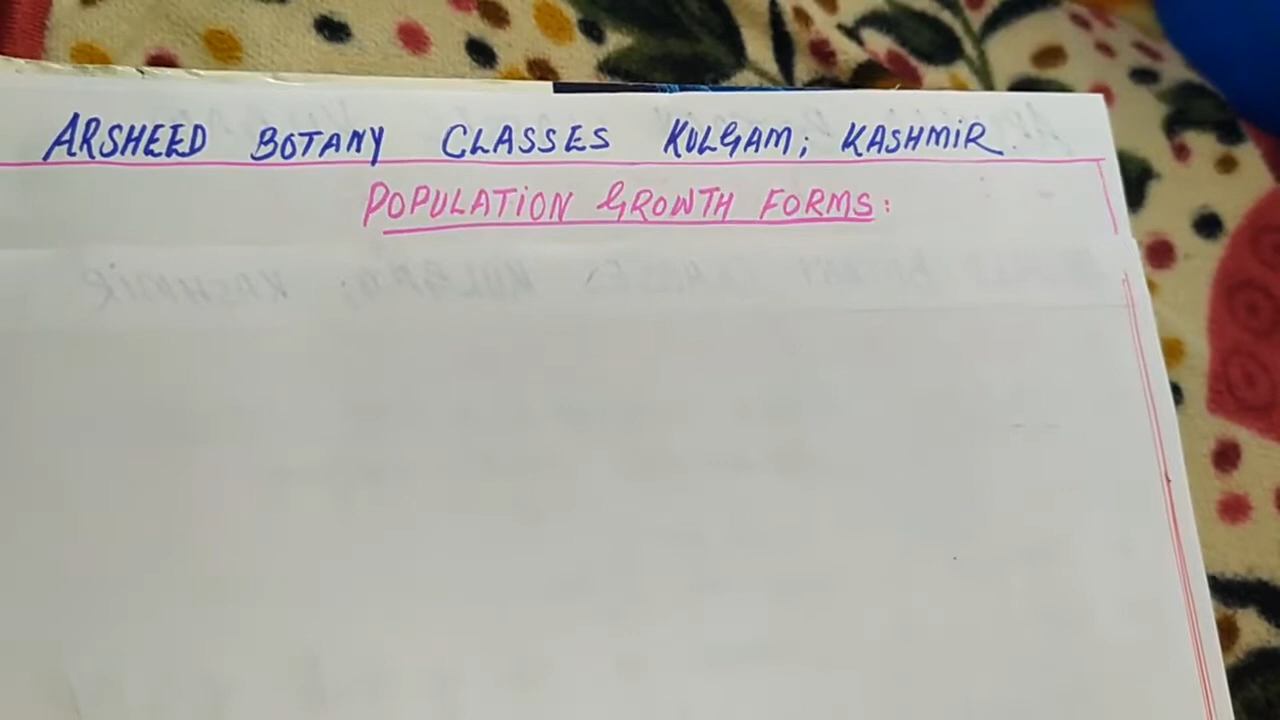 ARSHEED BOTANY CLASSES KULGAM; KASHMIR.
POPULATION GROWTH FORMS: